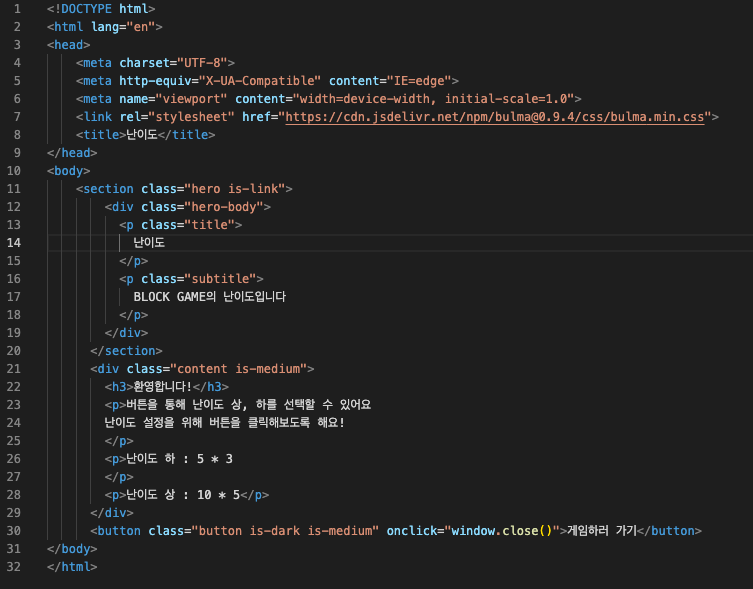 1 <!DOCTYPE html>
2 <html lang="en">
3 <head>
4     <meta charset="UTF-8">
5     <meta http-equiv="X-UA-Compatible" content="IE=edge">
6     <meta name="viewport" content="width=device-width, initial-scale=1.0">
7     <link rel="stylesheet" href="https://cdn.jsdelivr.net/npm/bulma@0.9.4/css/bulma.min.css">
8     <title>난이도</title>
9 </head>
10 <body>
11     <section class="hero is-link">
12         <div class="hero-body">
13           <p class="title">
14             난이도
15           </p>
16           <p class="subtitle">
17             BLOCK GAME의 난이도입니다
18           </p>
19         </div>
20       </section>
21       <div class="content is-medium">
22         <h3>환영합니다!</h3>
23         <p>버튼을 통해 난이도 상, 하를 선택할 수 있어요
24         난이도 설정을 위해 버튼을 클릭해보도록 해요!
25         </p>
26         <p>난이도 하 : 5 * 3
27         </p>
28         <p>난이도 상 : 10 * 5</p>
29       </div>
30       <button class="button is-dark is-medium" onclick="window.close()">게임하러 가기</button>
31 </body>
32 </html>